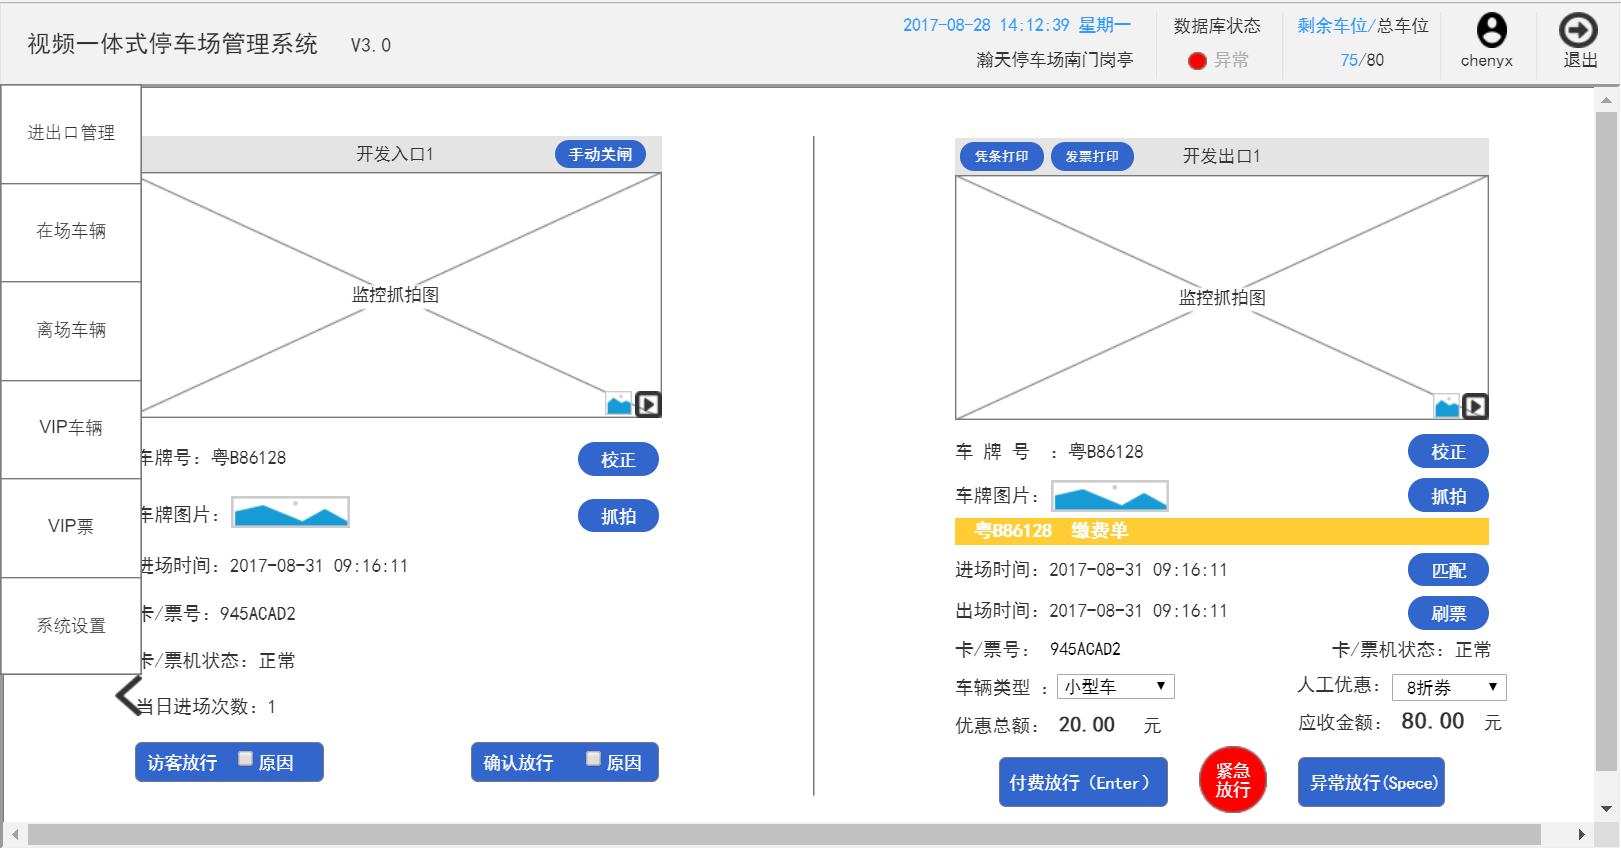 视频一体式停车场管理系统 V3.0
2017-08-28 14:12:39 星期一
瀚天停车场南门岗亭
数据库状态
异常
剩余车位/总车位
75/80
chenyx
退出
进出口管理
在场车辆
离场车辆
VIP车辆
VIP票
系统设置
开发入口1
手动关闸
监控抓拍图
车牌号：粤B86128
校正
车牌图片：
抓拍
进场时间：2017-08-31 09:16:11
卡/票号：945ACAD2
卡/票机状态：正常
当日进场次数：1
访客放行 原因
确认放行 原因
凭条打印
发票打印
开发出口1
监控抓拍图
车 牌 号 ：粤B86128
校正
车牌图片：
抓拍
粤B86128 缴费单
进场时间：2017-08-31 09:16:11
匹配
出场时间：2017-08-31 09:16:11
刷票
卡/票号： 945ACAD2
卡/票机状态：正常
车辆类型 ：小型车
人工优惠：8折券
优惠总额： 20.00 元
应收金额： 80.00 元
付费放行（Enter）
紧急
放行
异常放行(Spece)